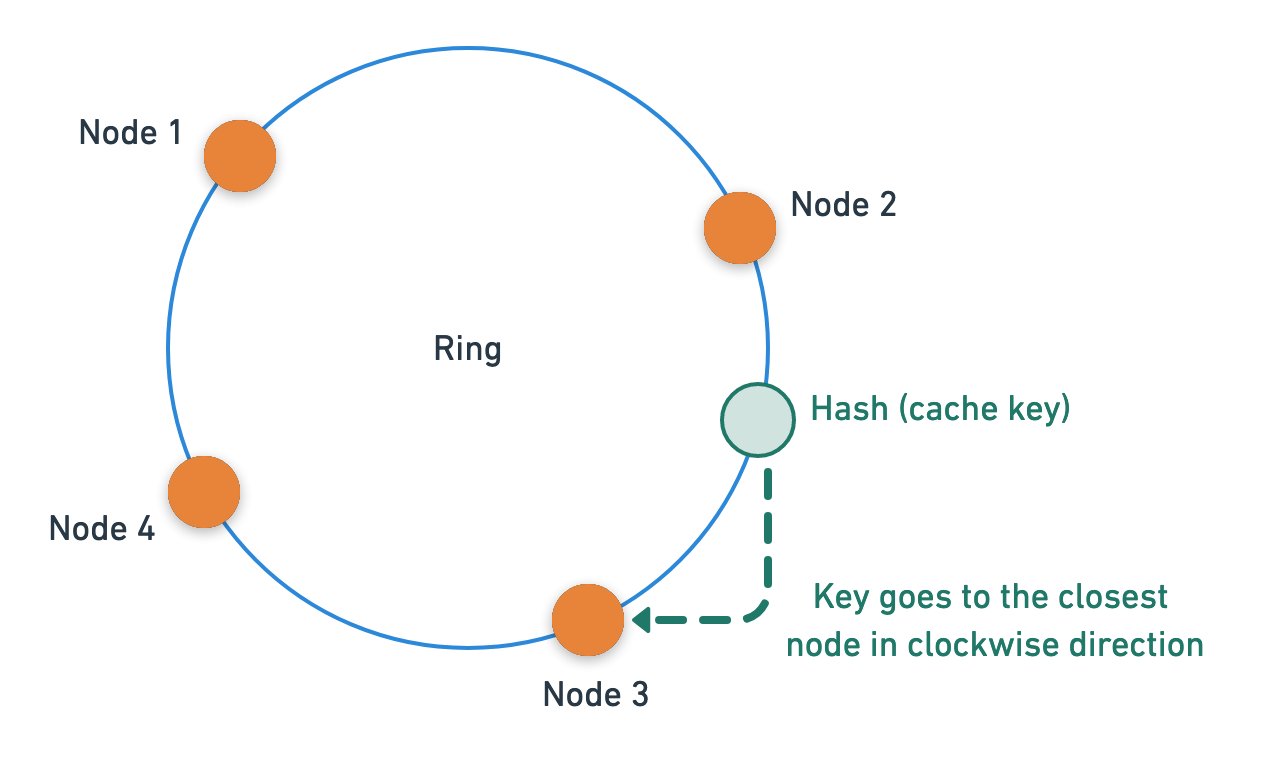 Node 1
Node 2
Ring
Hash (cache key)
Node 4
Key goes to the closest
node in clockwise direction
Node 3